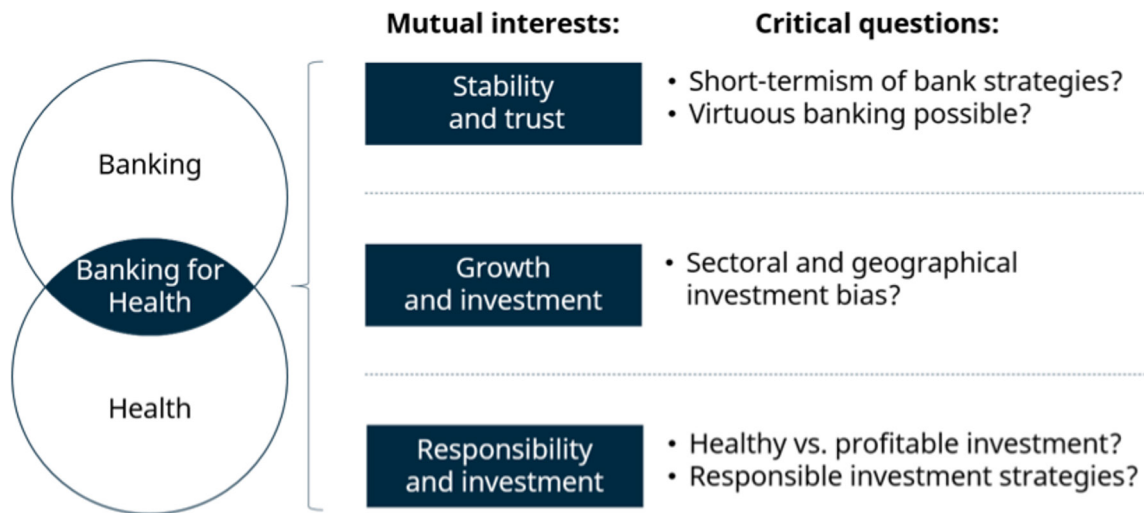 Mutual interests:
Critical questions:
Banking
Banking for
Health
Health
Stability
and trust
• Short-termism of bank strategies?
• Virtuous banking possible?
Growth
and investment
• Sectoral and geographical
investment bias?
Responsibility
and investment
• Healthy vs. profitable investment?
• Responsible investment strategies?